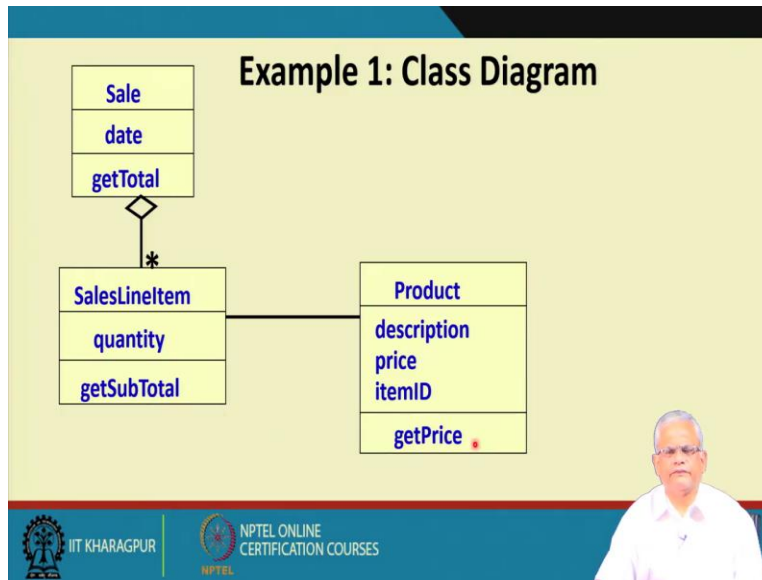 Example 1: Class Diagram
Sale
date
getTotal
*
SalesLineItem
quantity
getSubTotal
Product
description
price
itemID
getPrice
IIT KHARAGPUR
NPTEL
NPTEL ONLINE
CERTIFICATION COURSES